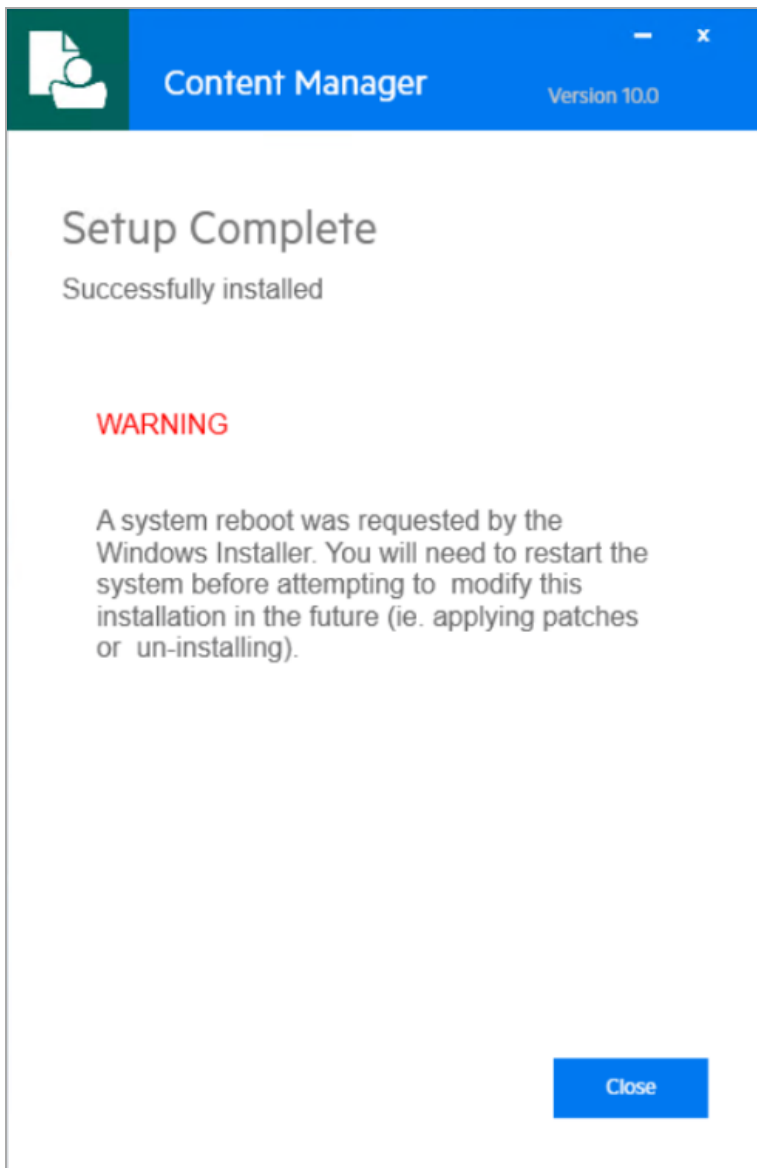 – x
Content Manager
Version 10.0
Setup Complete
Successfully installed
WARNING
A system reboot was requested by the
Windows Installer. You will need to restart the
system before attempting to  modify this
installation in the future (ie. applying patches
or  un-installing).
Close